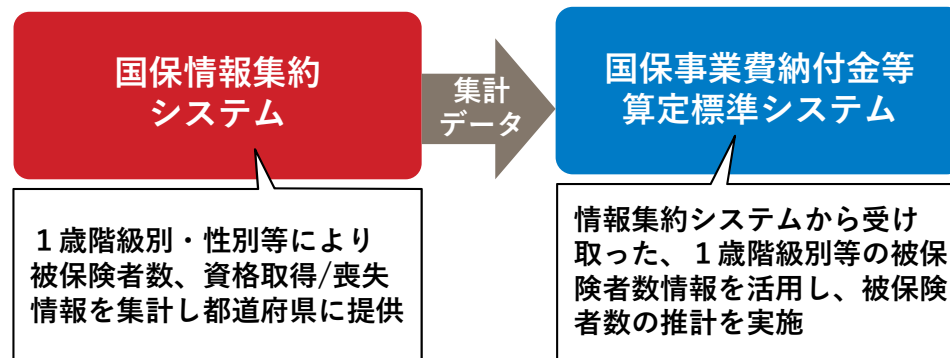 国保情報集約
システム
集計
データ
国保事業費納付金等
算定標準システム
１歳階級別・性別等により
被保険者数、資格取得/喪失
情報を集計し都道府県に提供
情報集約システムから受け
取った、１歳階級別等の被保
険者数情報を活用し、被保険
者数の推計を実施